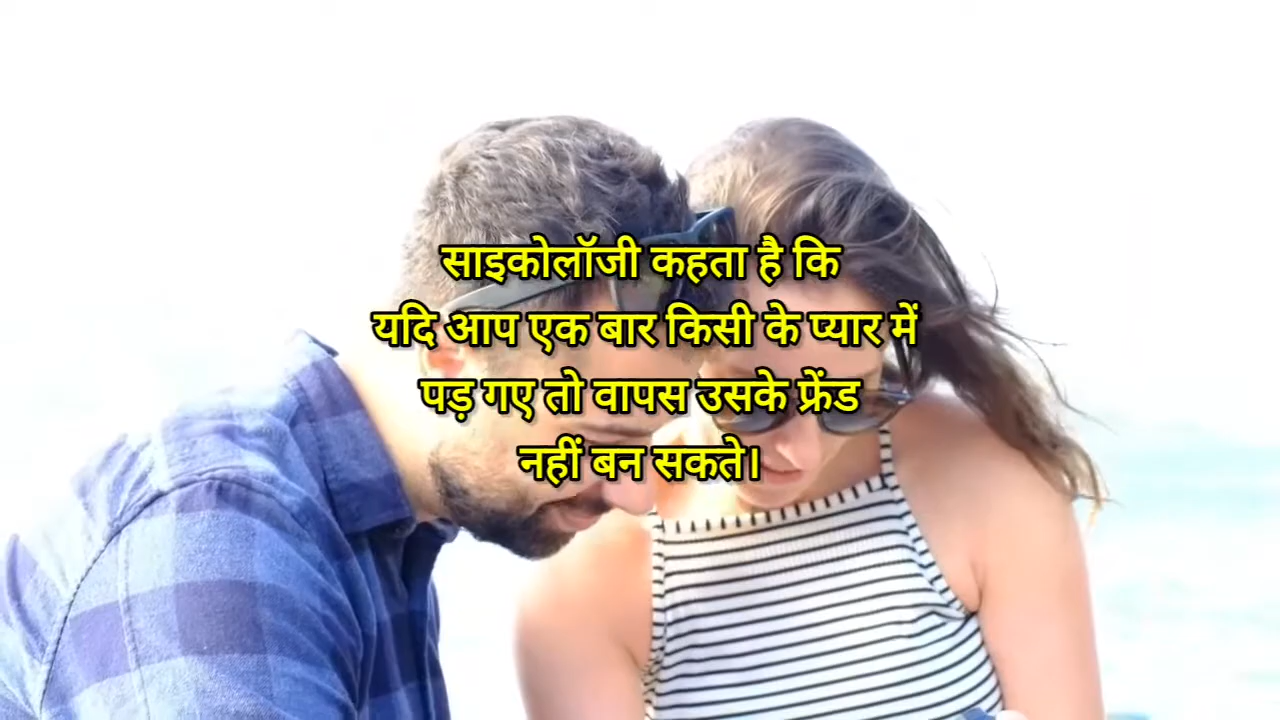 साइकोलॉजी कहता है कि
यदि आप एक बार किसी के प्यार में
पड़ गए तो वापस उसके फ्रेंड
नहीं बन सकते।